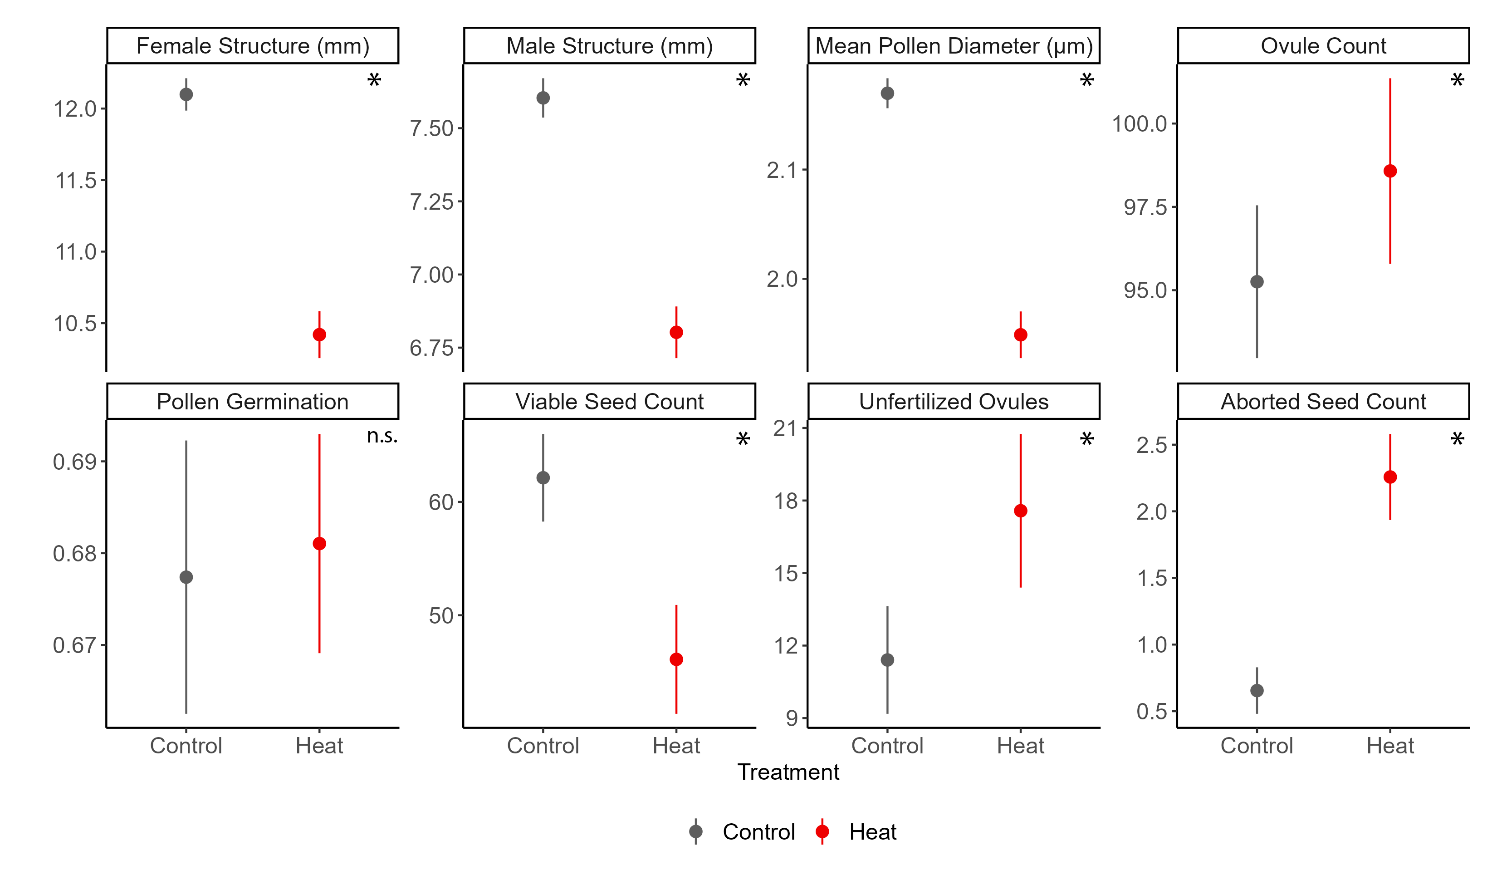 Female Structure (mm)
Male Structure (mm)
Mean Pollen Diameter (µm)
Ovule Count
*
*
*
*
12.0
11.5
11.0
10.5
7.50
7.25
7.00
6.75
2.1
2.0
100.0
97.5
95.0
Pollen Germination
Viable Seed Count
Unfertilized Ovules
Aborted Seed Count
n.s.
*
*
*
0.69
0.68
0.67
60
50
21
18
15
12
9
2.5
2.0
1.5
1.0
0.5
Control Heat
Control Heat
Control Heat
Control Heat
Treatment
Control Heat